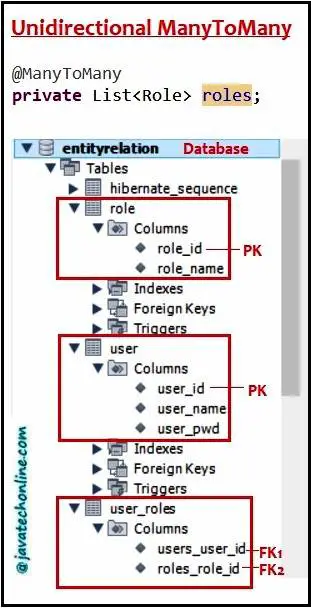 Unidirectional ManyToMany
@ManyToMany
private List<Role> roles;
entityrelation Database
Tables
hibernate_sequence
role
Columns
role_id PK
role_name
Indexes
Foreign Keys
Triggers
user
Columns
user_id PK
user_name
user_pwd
Indexes
Foreign Keys
Triggers
user_roles
Columns
users_user_id FK1
roles_role_id FK2
@javatechonline.com